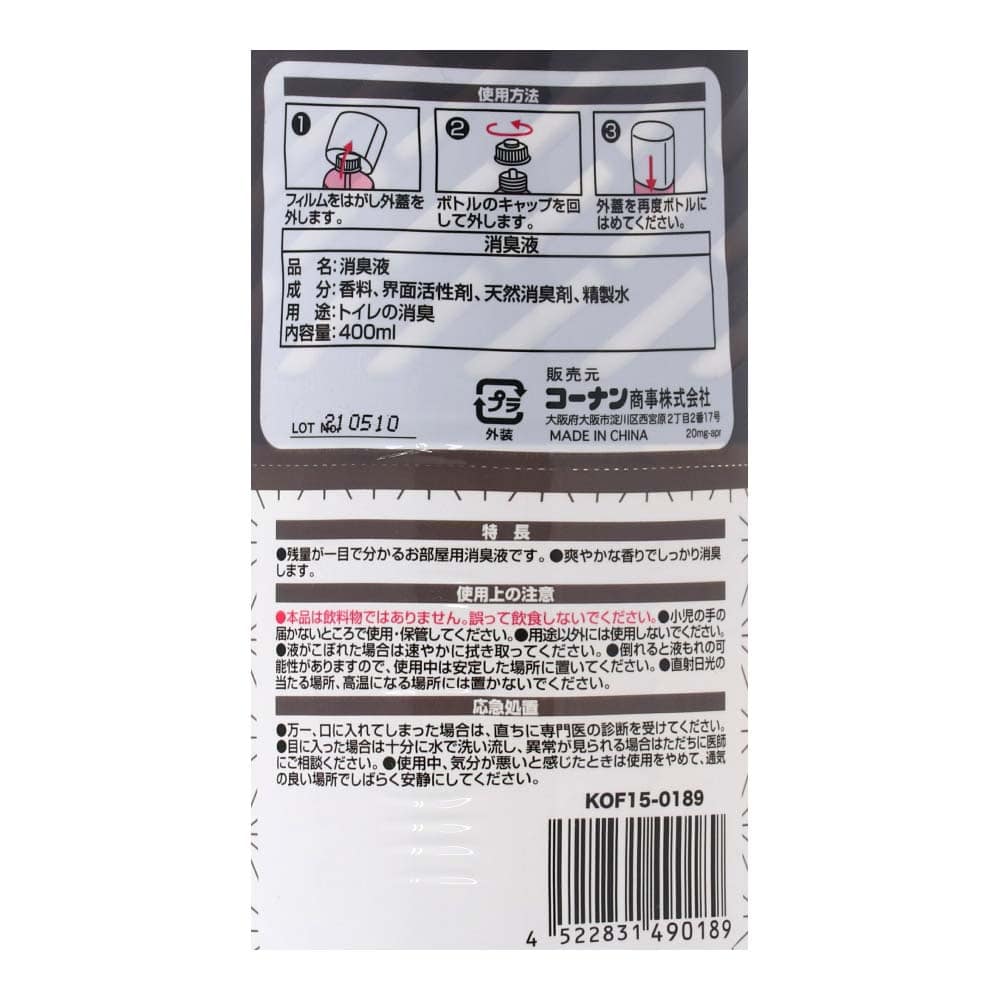 使用方法
1 2 3
フィルムをはがし外蓋を
外します。
ボトルのキャップを回
して外します。
外蓋を再度ボトルに
はめてください。
消臭液
品 名:消臭液
成 分:香料、界面活性剤、天然消臭剤、精製水
用 途:トイレの消臭
内容量:400ml
プラ
外装
販売元
コーナン商事株式会社
大阪府大阪市淀川区西宮原2丁目2番17号
MADE IN CHINA 20mg-apr
LOT No. 210510
特 長
●残量が一目で分かるお部屋用消臭液です。●爽やかな香りでしっかり消臭
します。
使用上の注意
●本品は飲料物ではありません。誤って飲食しないでください。●小児の手の
届かないところで使用・保管してください。●用途以外には使用しないでください。
●液がこぼれた場合は速やかに拭き取ってください。●倒れると液もれの可
能性がありますので、使用中は安定した場所に置いてください。●直射日光の
当たる場所、高温になる場所には置かないでください。
応急処置
●万一、口に入れてしまった場合は、直ちに専門医の診断を受けてください。
●目に入った場合は十分に水で洗い流し、異常が見られる場合はただちに医師
にご相談ください。●使用中、気分が悪いと感じたときは使用をやめて、通気
の良い場所でしばらく安静にしてください。
KOF15-0189
4 522831 490189